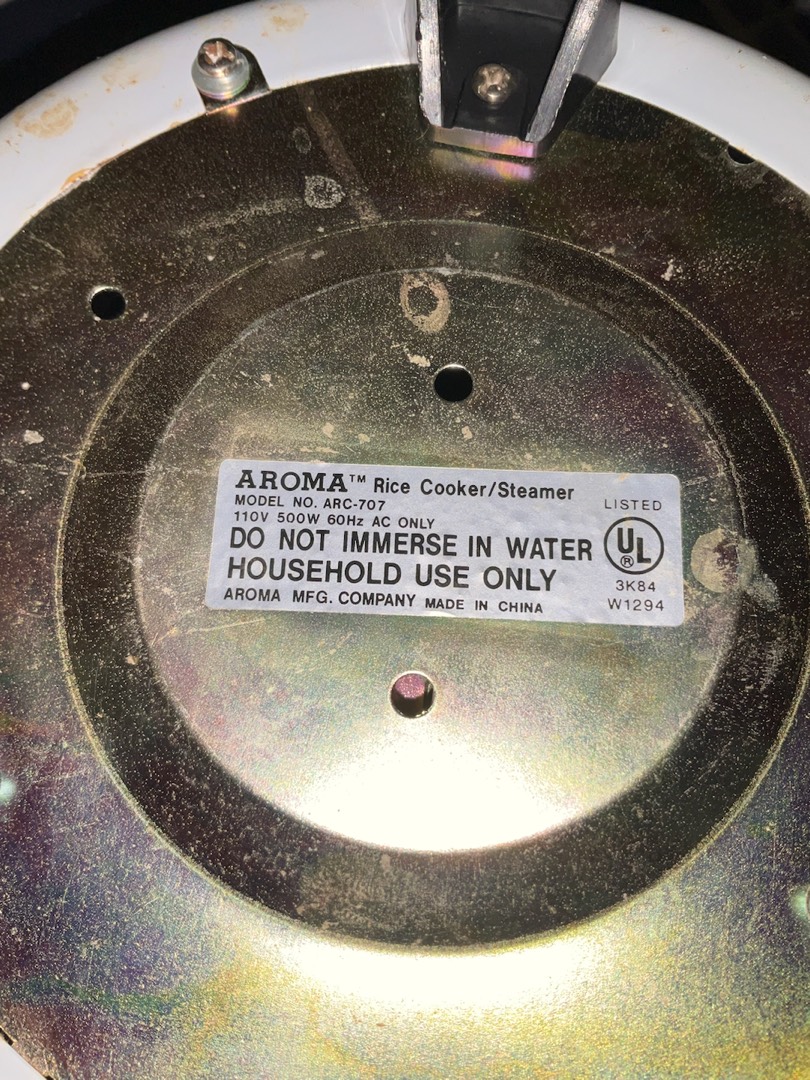 AROMA™ Rice Cooker/Steamer
MODEL NO. ARC-707
110V 500W 60Hz AC ONLY
DO NOT IMMERSE IN WATER
HOUSEHOLD USE ONLY
AROMA MFG. COMPANY MADE IN CHINA
LISTED
UL®
3K84
W1294